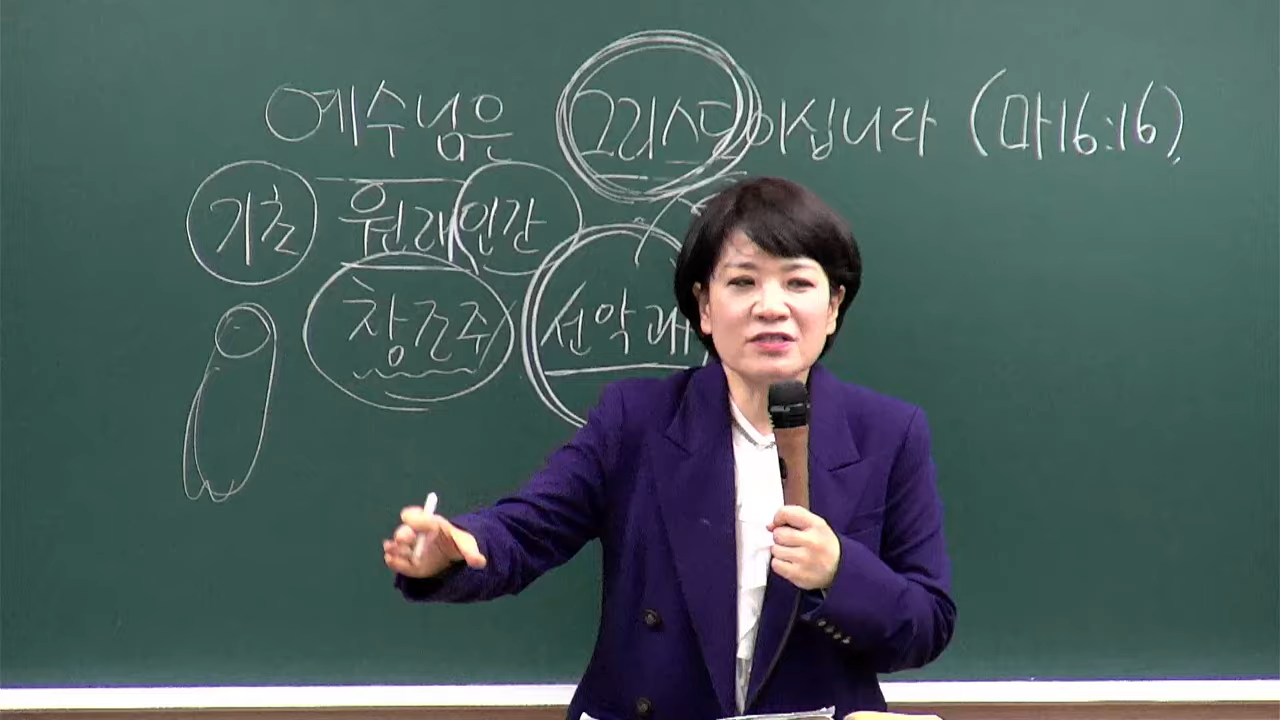 예수님은 그리스도이십니다 (마16:16)
기초 원래인간
창조주 선악과